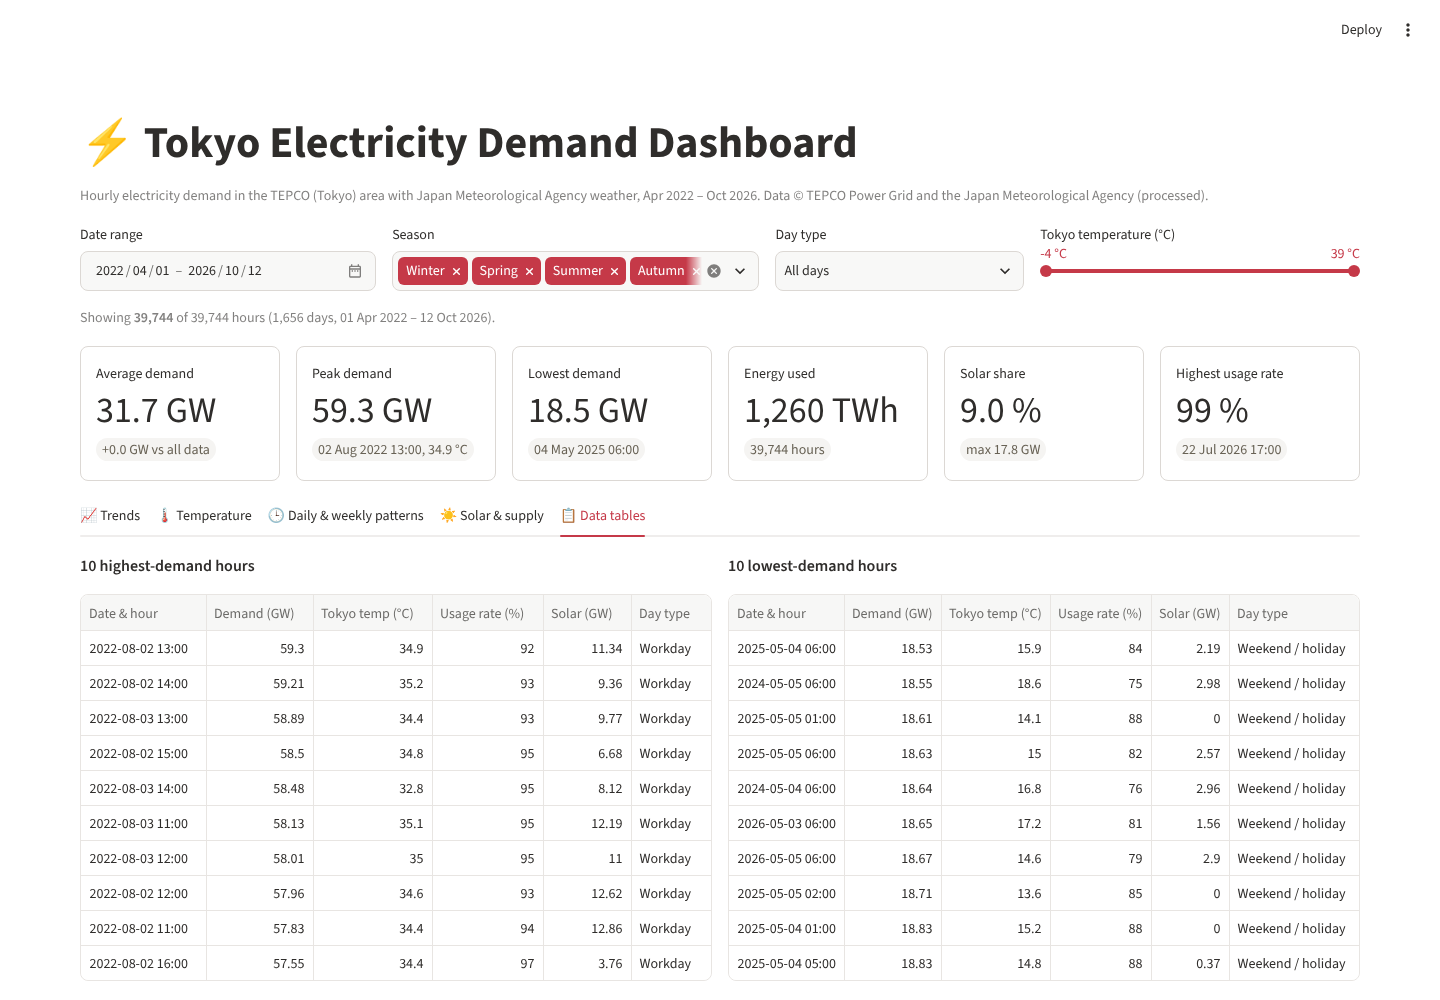 Deploy
⚡ Tokyo Electricity Demand Dashboard
Hourly electricity demand in the TEPCO (Tokyo) area with Japan Meteorological Agency weather, Apr 2022 – Oct 2026. Data © TEPCO Power Grid and the Japan Meteorological Agency (processed).
Date range Season Day type Tokyo temperature (°C)
-4 °C 39 °C
2022 / 04 / 01 – 2026 / 10 / 12 Winter Spring Summer Autumn All days
Showing 39,744 of 39,744 hours (1,656 days, 01 Apr 2022 – 12 Oct 2026).
Average demand Peak demand Lowest demand Energy used Solar share Highest usage rate
31.7 GW 59.3 GW 18.5 GW 1,260 TWh 9.0 % 99 %
+0.0 GW vs all data 02 Aug 2022 13:00, 34.9 °C 04 May 2025 06:00 39,744 hours max 17.8 GW 22 Jul 2026 17:00
📈 Trends 🌡️ Temperature 🕒 Daily & weekly patterns ☀️ Solar & supply 📋 Data tables
10 highest-demand hours
Date & hour Demand (GW) Tokyo temp (°C) Usage rate (%) Solar (GW) Day type
2022-08-02 13:00 59.3 34.9 92 11.34 Workday
2022-08-02 14:00 59.21 35.2 93 9.36 Workday
2022-08-03 13:00 58.89 34.4 93 9.77 Workday
2022-08-02 15:00 58.5 34.8 95 6.68 Workday
2022-08-03 14:00 58.48 32.8 95 8.12 Workday
2022-08-03 11:00 58.13 35.1 95 12.19 Workday
2022-08-03 12:00 58.01 35 95 11 Workday
2022-08-02 12:00 57.96 34.6 93 12.62 Workday
2022-08-02 11:00 57.83 34.4 94 12.86 Workday
2022-08-02 16:00 57.55 34.4 97 3.76 Workday
10 lowest-demand hours
Date & hour Demand (GW) Tokyo temp (°C) Usage rate (%) Solar (GW) Day type
2025-05-04 06:00 18.53 15.9 84 2.19 Weekend / holiday
2024-05-05 06:00 18.55 18.6 75 2.98 Weekend / holiday
2025-05-05 01:00 18.61 14.1 88 0 Weekend / holiday
2025-05-05 06:00 18.63 15 82 2.57 Weekend / holiday
2024-05-04 06:00 18.64 16.8 76 2.96 Weekend / holiday
2026-05-03 06:00 18.65 17.2 81 1.56 Weekend / holiday
2026-05-05 06:00 18.67 14.6 79 2.9 Weekend / holiday
2025-05-05 02:00 18.71 13.6 85 0 Weekend / holiday
2025-05-04 01:00 18.83 15.2 88 0 Weekend / holiday
2025-05-04 05:00 18.83 14.8 88 0.37 Weekend / holiday